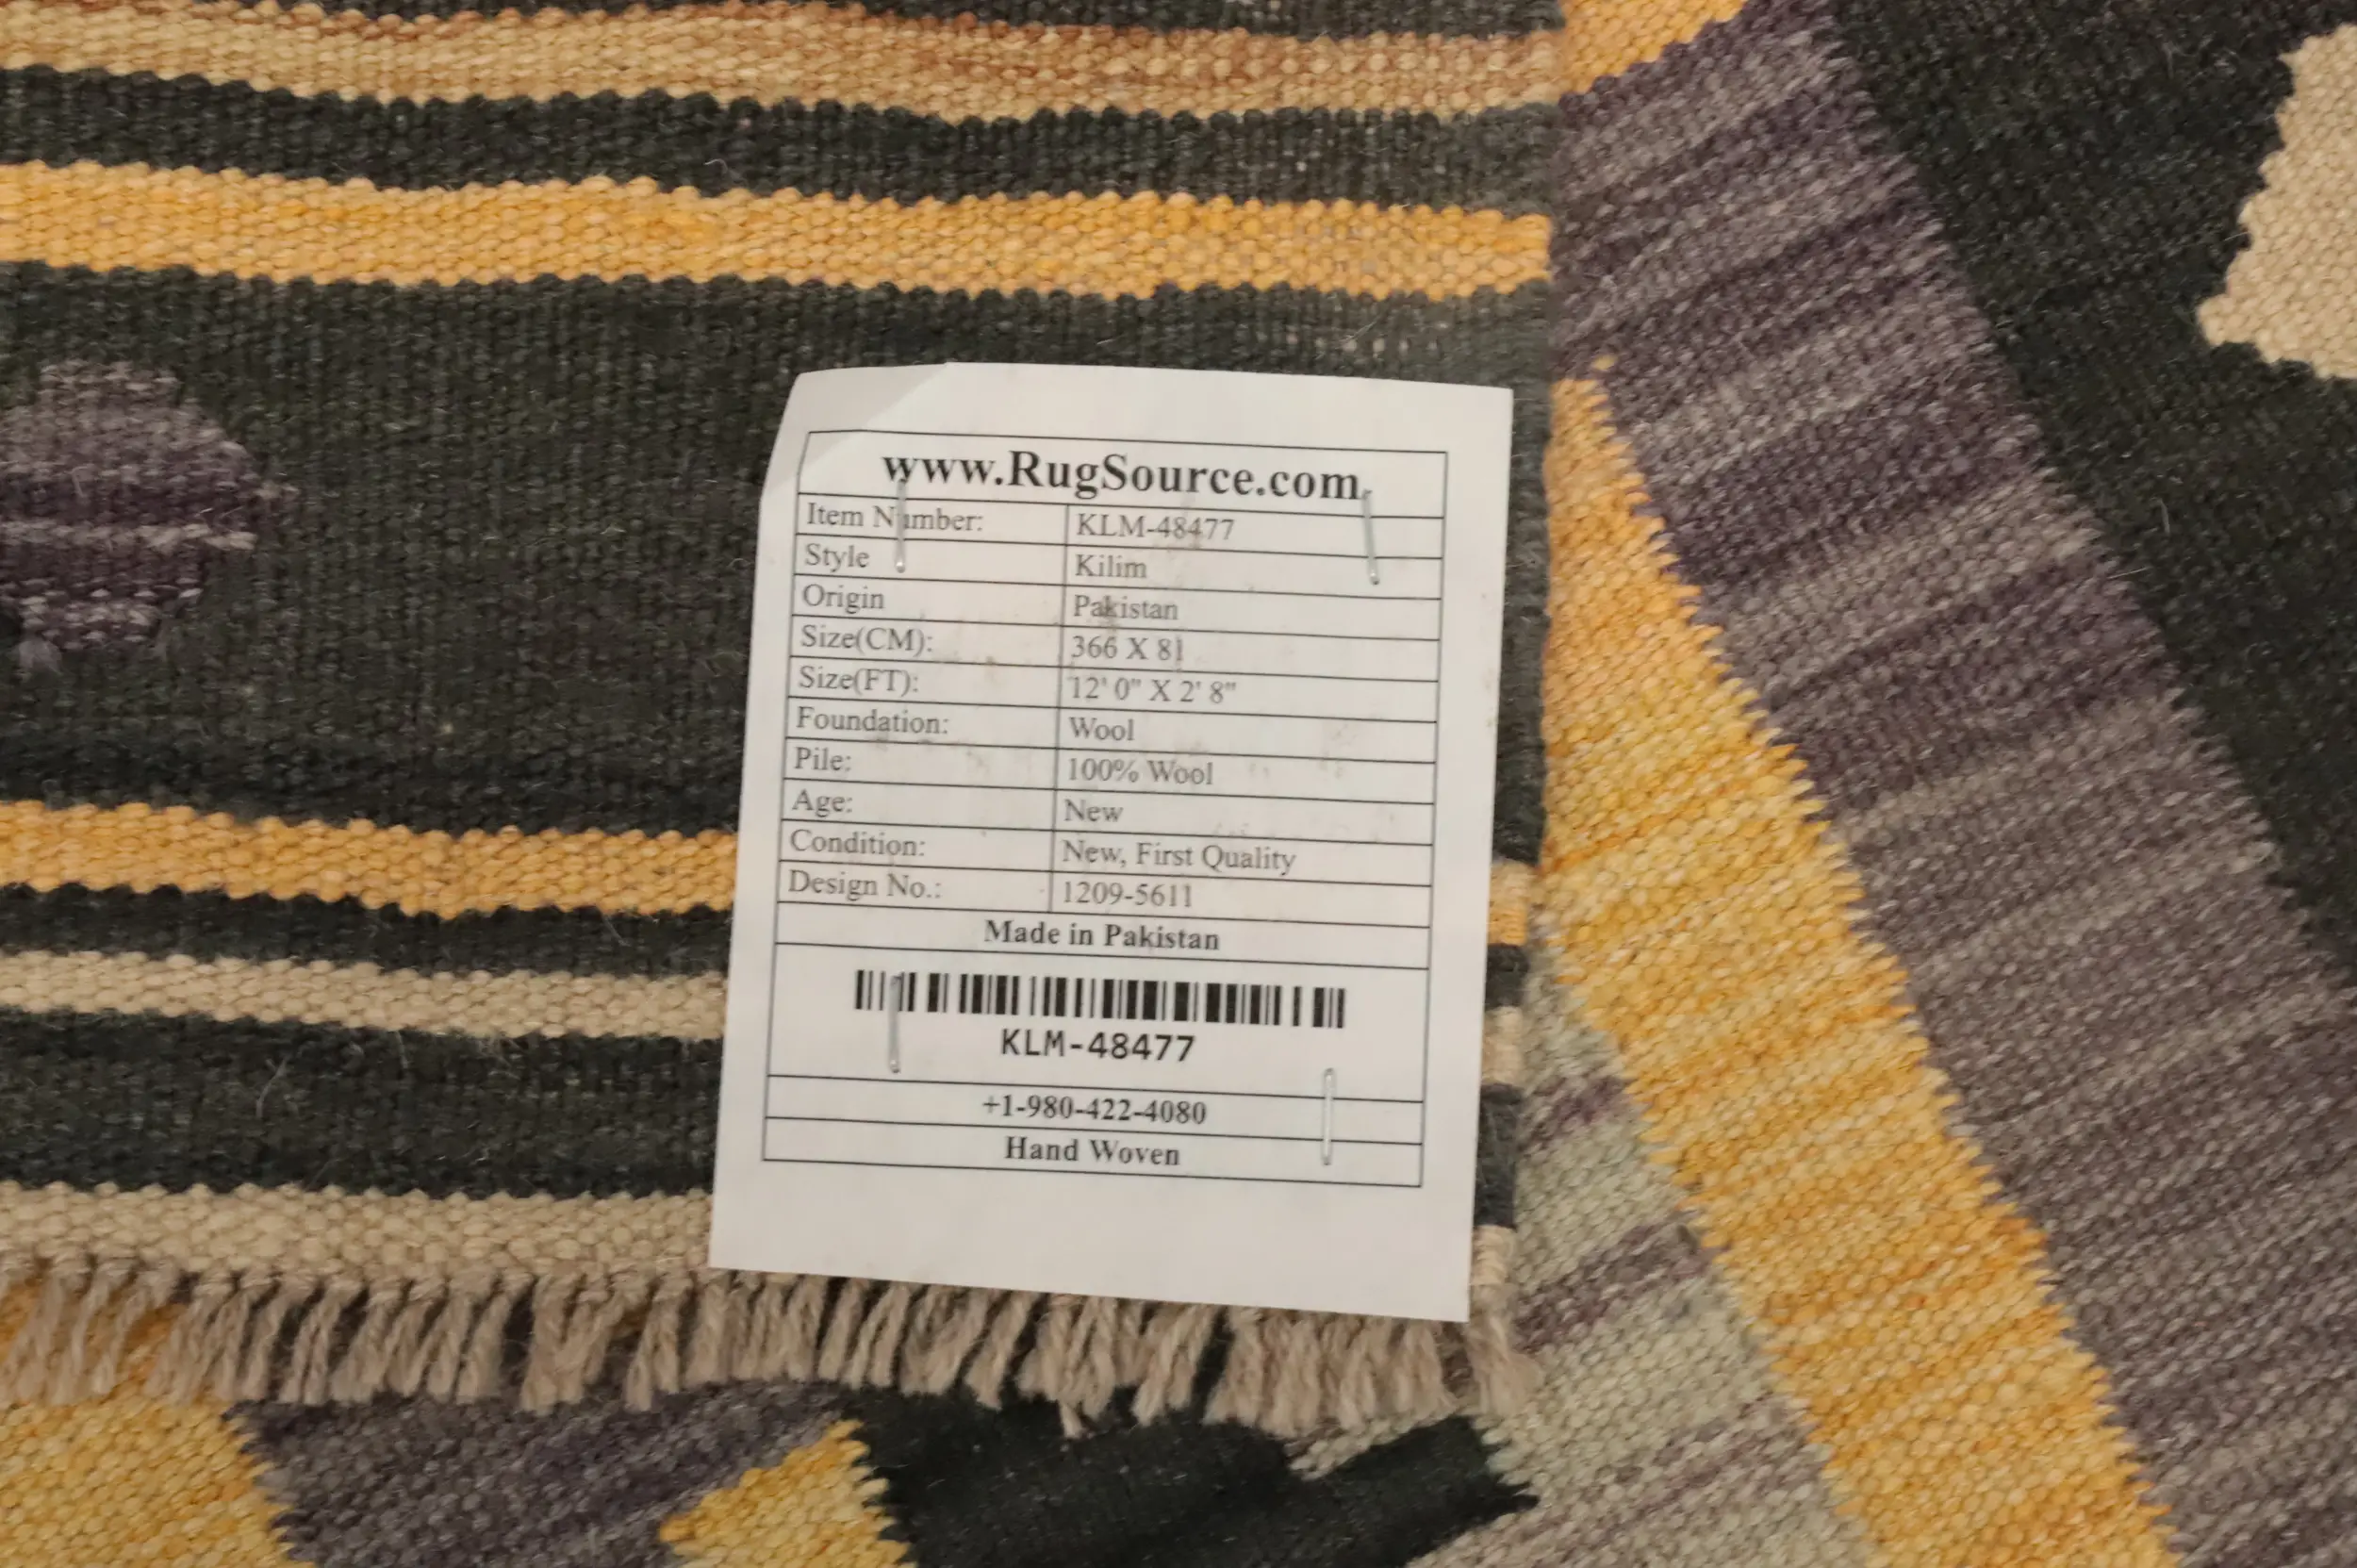 www.RugSource.com
Item Number: KLM-48477
Style Kilim
Origin Pakistan
Size(CM): 366 X 81
Size(FT): 12' 0" X 2' 8"
Foundation: Wool
Pile: 100% Wool
Age: New
Condition: New, First Quality
Design No.: 1209-5611
Made in Pakistan
KLM-48477
+1-980-422-4080
Hand Woven